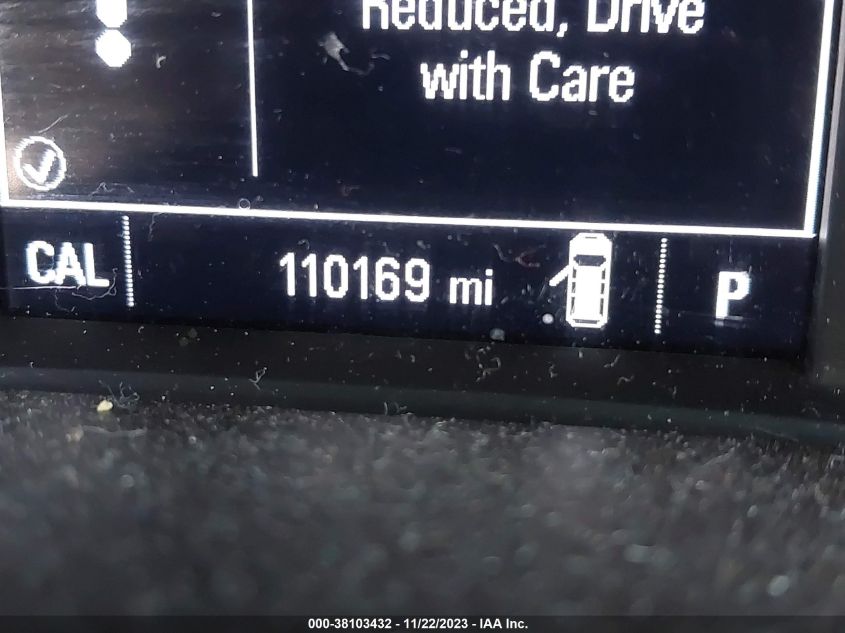 Reduced, Drive
with Care
CAL 110169 mi P
000-38103432 - 11/22/2023 - IAA Inc.